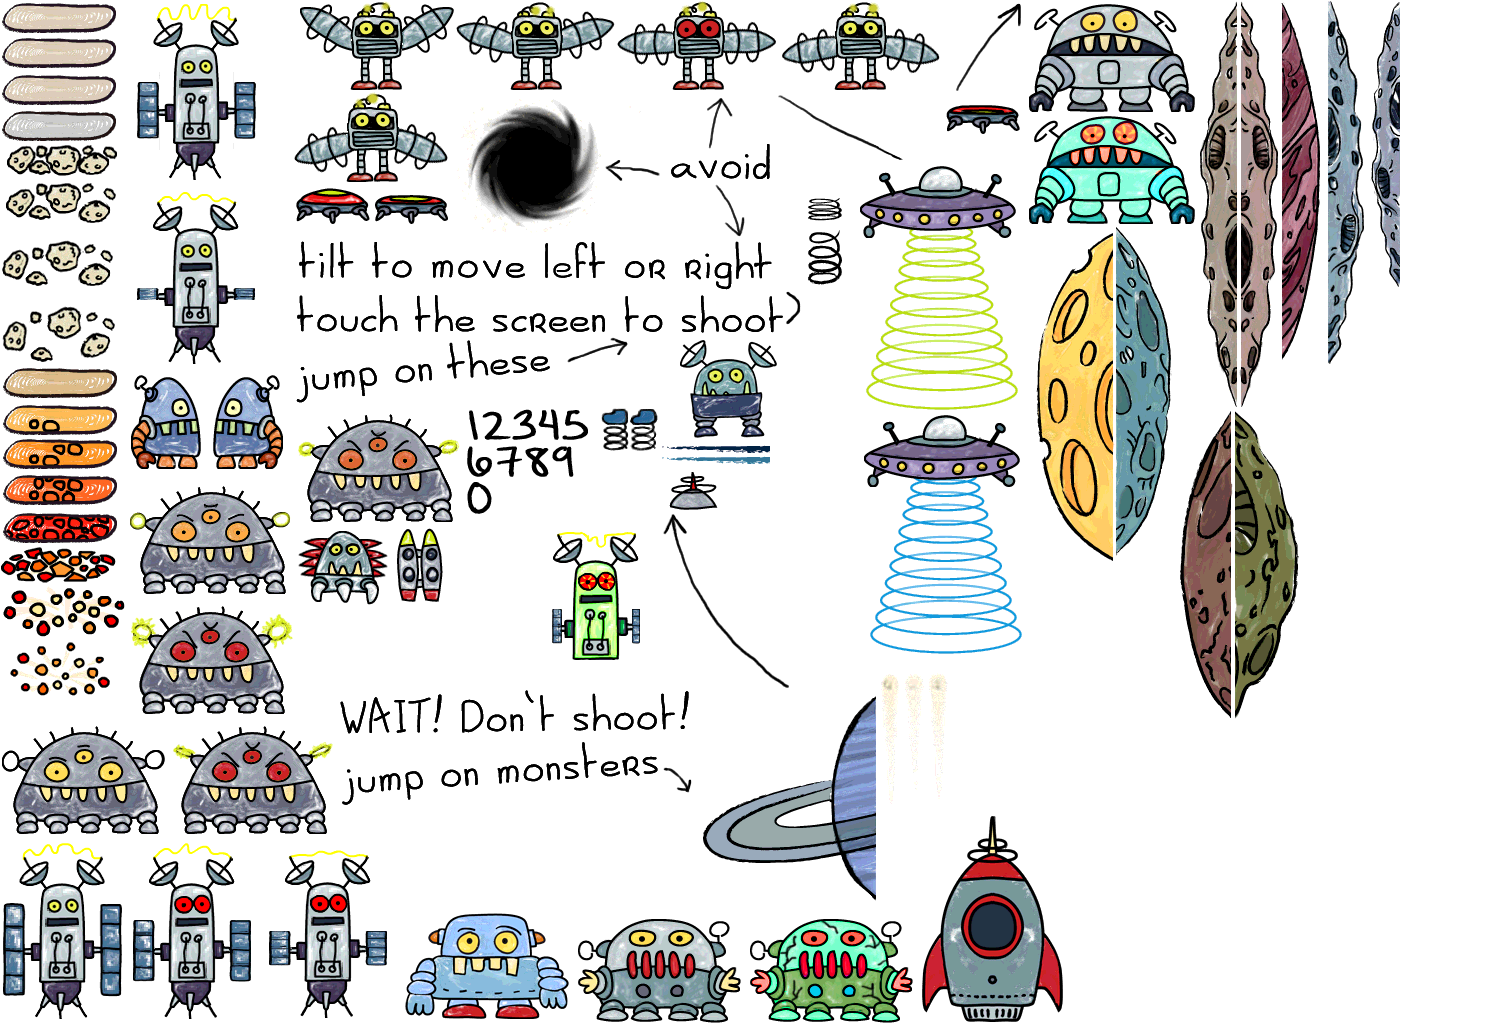 avoid
tilt to move left or right
touch the screen to shoot
jump on these
12345
6789
0
WAIT! Don't shoot!
jump on monsters